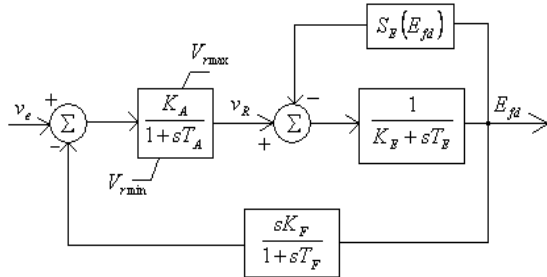 S_E(E_fd)
V_rmax
v_e + Σ − K_A / 1+sT_A v_R + Σ − 1 / K_E+sT_E E_fd
V_rmin
sK_F / 1+sT_F